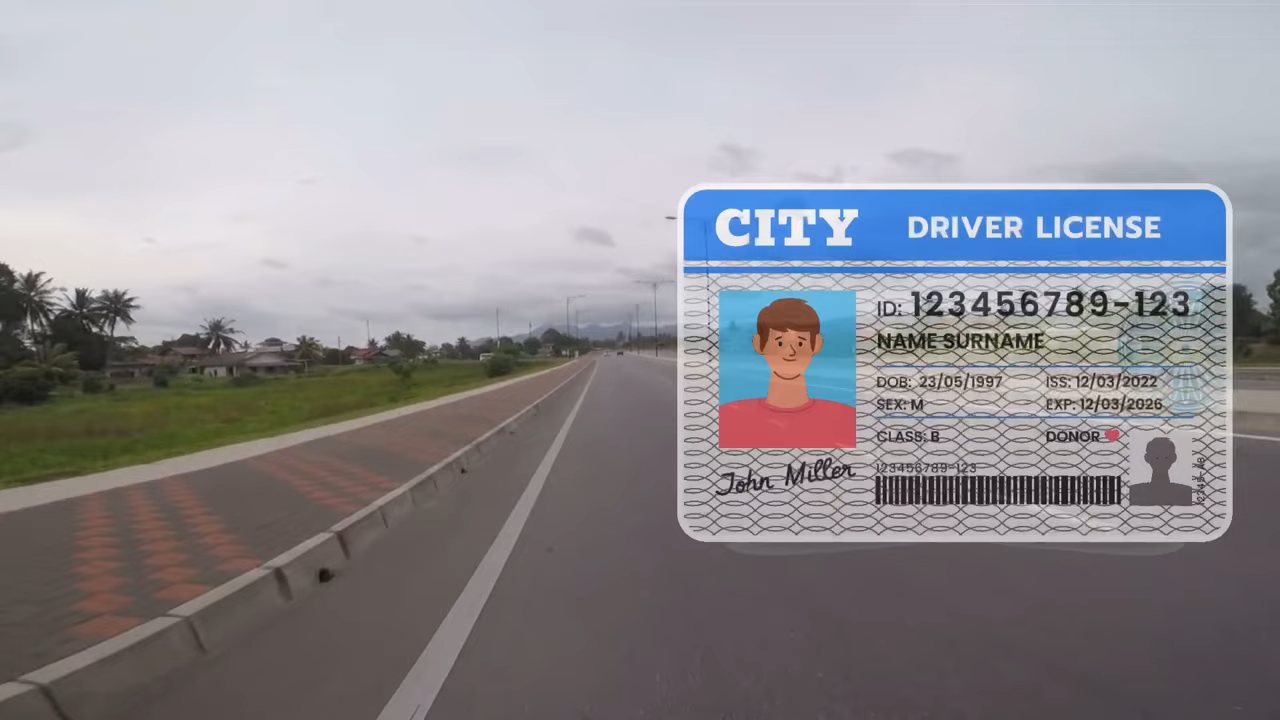 CITY DRIVER LICENSE
ID: 123456789-123
NAME SURNAME
DOB: 23/05/1997 ISS: 12/03/2022
SEX: M EXP: 12/03/2026
CLASS: B DONOR
John Miller
123456789-123